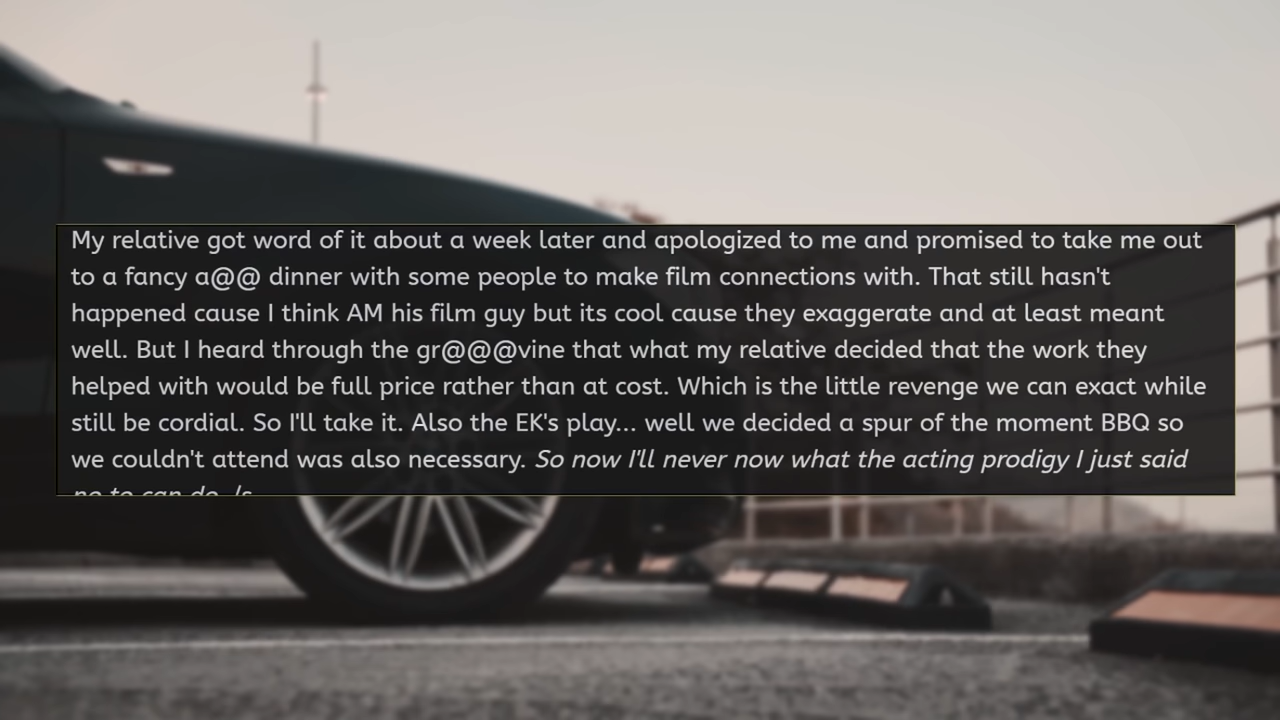 My relative got word of it about a week later and apologized to me and promised to take me out
to a fancy a@@ dinner with some people to make film connections with. That still hasn't
happened cause I think AM his film guy but its cool cause they exaggerate and at least meant
well. But I heard through the gr@@@vine that what my relative decided that the work they
helped with would be full price rather than at cost. Which is the little revenge we can exact while
still be cordial. So I'll take it. Also the EK's play... well we decided a spur of the moment BBQ so
we couldn't attend was also necessary. So now I'll never now what the acting prodigy I just said
no to can do. /s